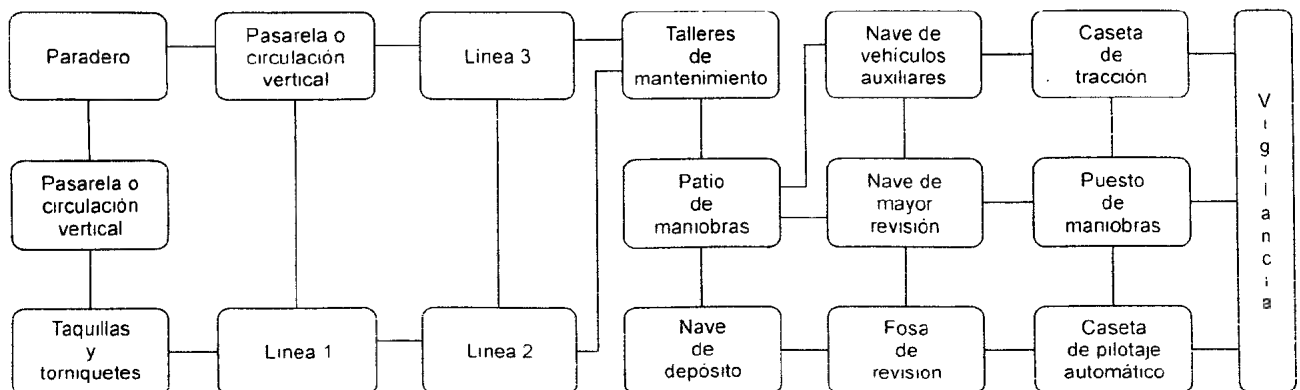 Paradero
Pasarela o
circulación
vertical
Linea 3
Talleres
de
mantenimiento
Nave de
vehículos
auxiliares
Caseta
de
tracción
Vigilancia
Pasarela o
circulación
vertical
Patio
de
maniobras
Nave de
mayor
revisión
Puesto
de
maniobras
Taquillas
y
torniquetes
Linea 1
Linea 2
Nave
de
depósito
Fosa
de
revision
Caseta
de pilotaje
automático